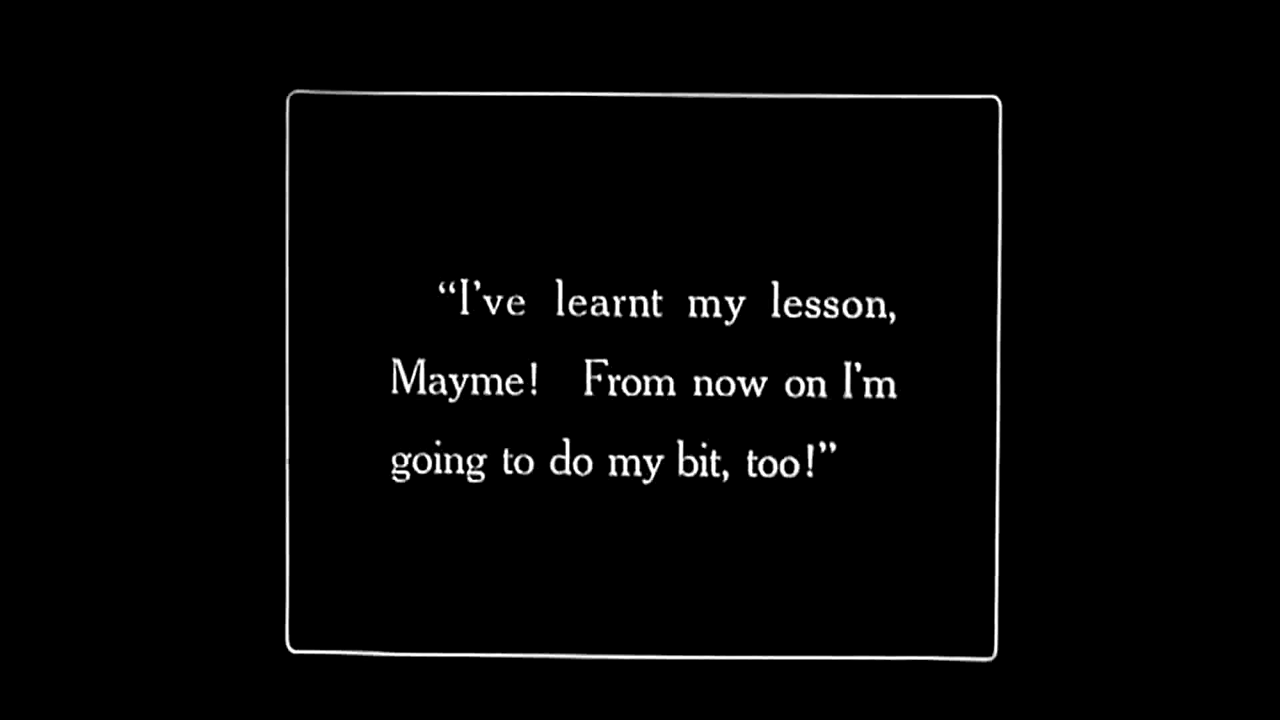 “I’ve learnt my lesson,
Mayme! From now on I’m
going to do my bit, too!”